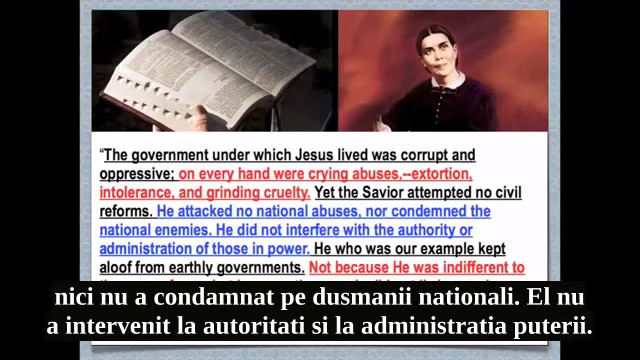 “The government under which Jesus lived was corrupt and
oppressive; on every hand were crying abuses,--extortion,
intolerance, and grinding cruelty. Yet the Savior attempted no civil
reforms. He attacked no national abuses, nor condemned the
national enemies. He did not interfere with the authority or
administration of those in power. He who was our example kept
aloof from earthly governments. Not because He was indifferent to
nici nu a condamnat pe dusmanii nationali. El nu
a intervenit la autoritati si la administratia puterii.